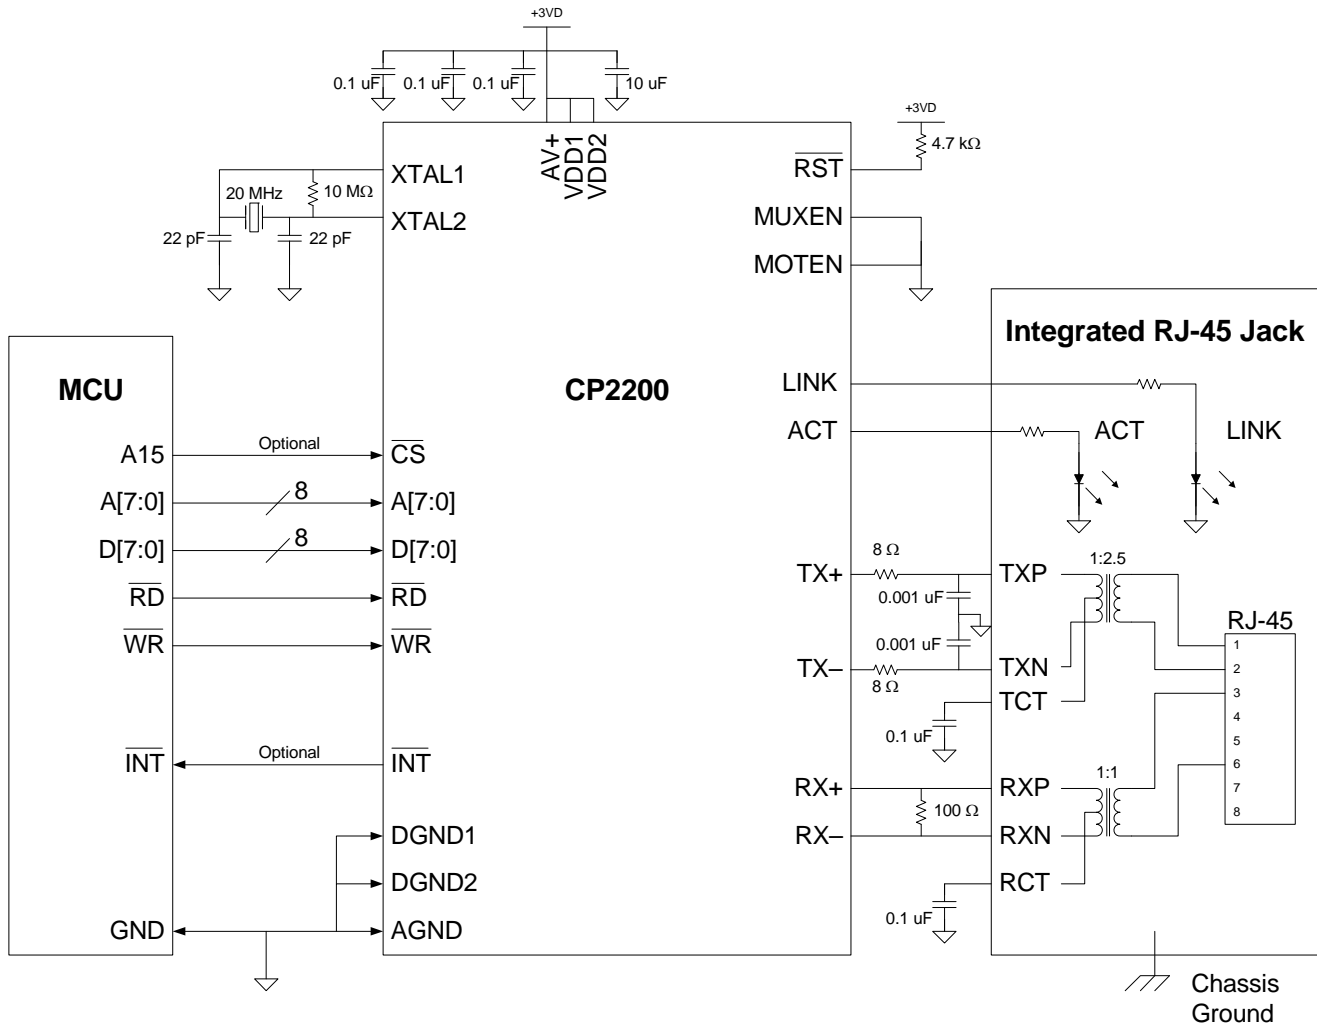 +3VD
0.1 uF
0.1 uF
0.1 uF
10 uF
+3VD
4.7 kΩ
AV+
VDD1
VDD2
XTAL1
RST
20 MHz
10 MΩ
XTAL2
MUXEN
22 pF
22 pF
MOTEN
Integrated RJ-45 Jack
MCU
CP2200
LINK
ACT
ACT
LINK
A15
Optional
CS
A[7:0]
8
A[7:0]
D[7:0]
8
D[7:0]
TX+
8 Ω
TXP
1:2.5
0.001 uF
RD
RD
RJ-45
WR
WR
0.001 uF
TX–
8 Ω
TXN
TCT
0.1 uF
1
2
3
4
5
6
7
8
INT
Optional
INT
RX+
RXP
1:1
100 Ω
RX–
RXN
DGND1
DGND2
RCT
0.1 uF
GND
AGND
Chassis
Ground